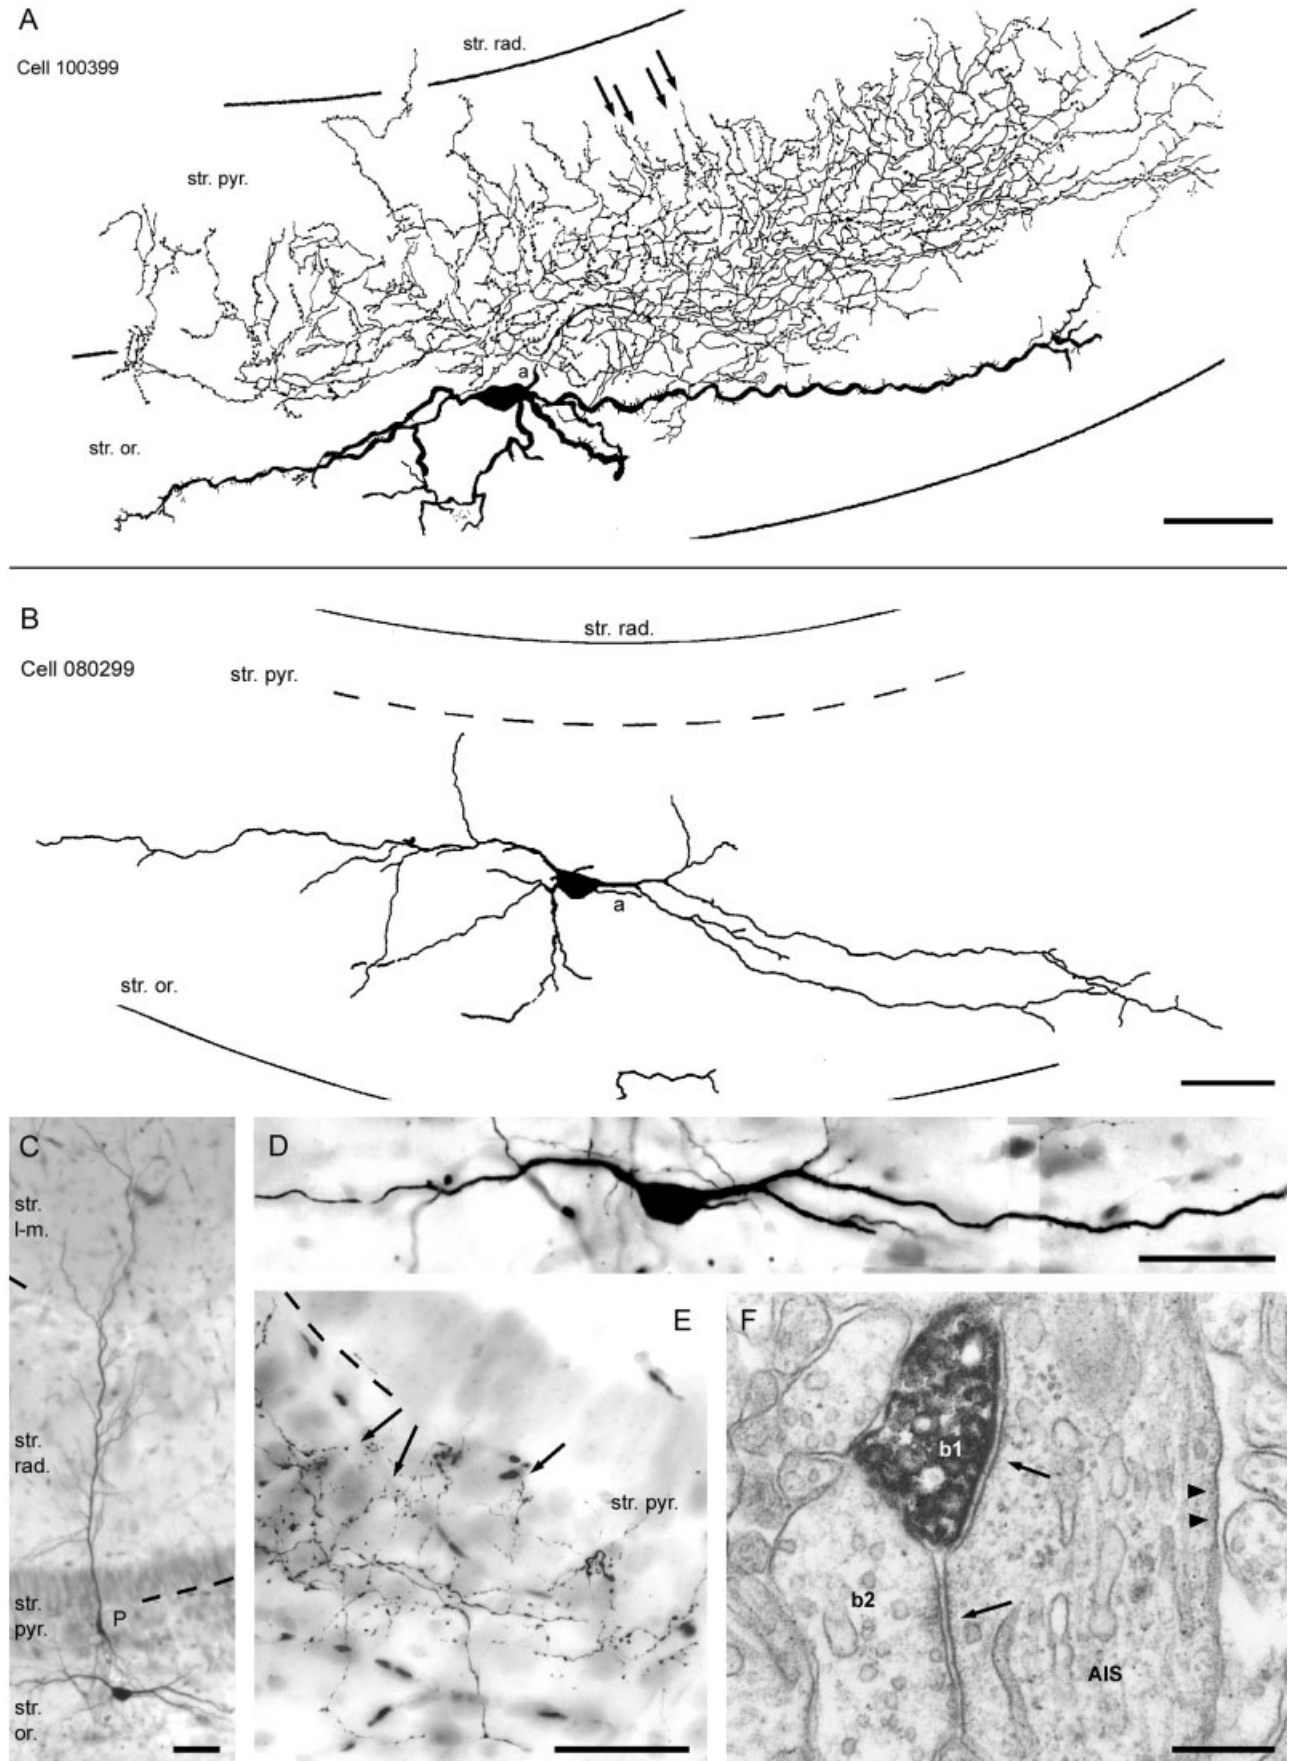 A
Cell 100399
str. rad.
str. pyr.
a
str. or.
B
Cell 080299
str. rad.
str. pyr.
a
str. or.
C
str.
l-m.
str.
rad.
str.
pyr.
P
str.
or.
D
E
str. pyr.
F
b1
b2
AIS